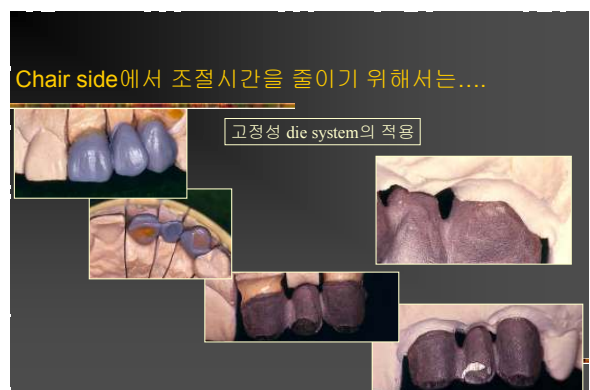 Chair side에서 조절시간을 줄이기 위해서는....
고정성 die system의 적용